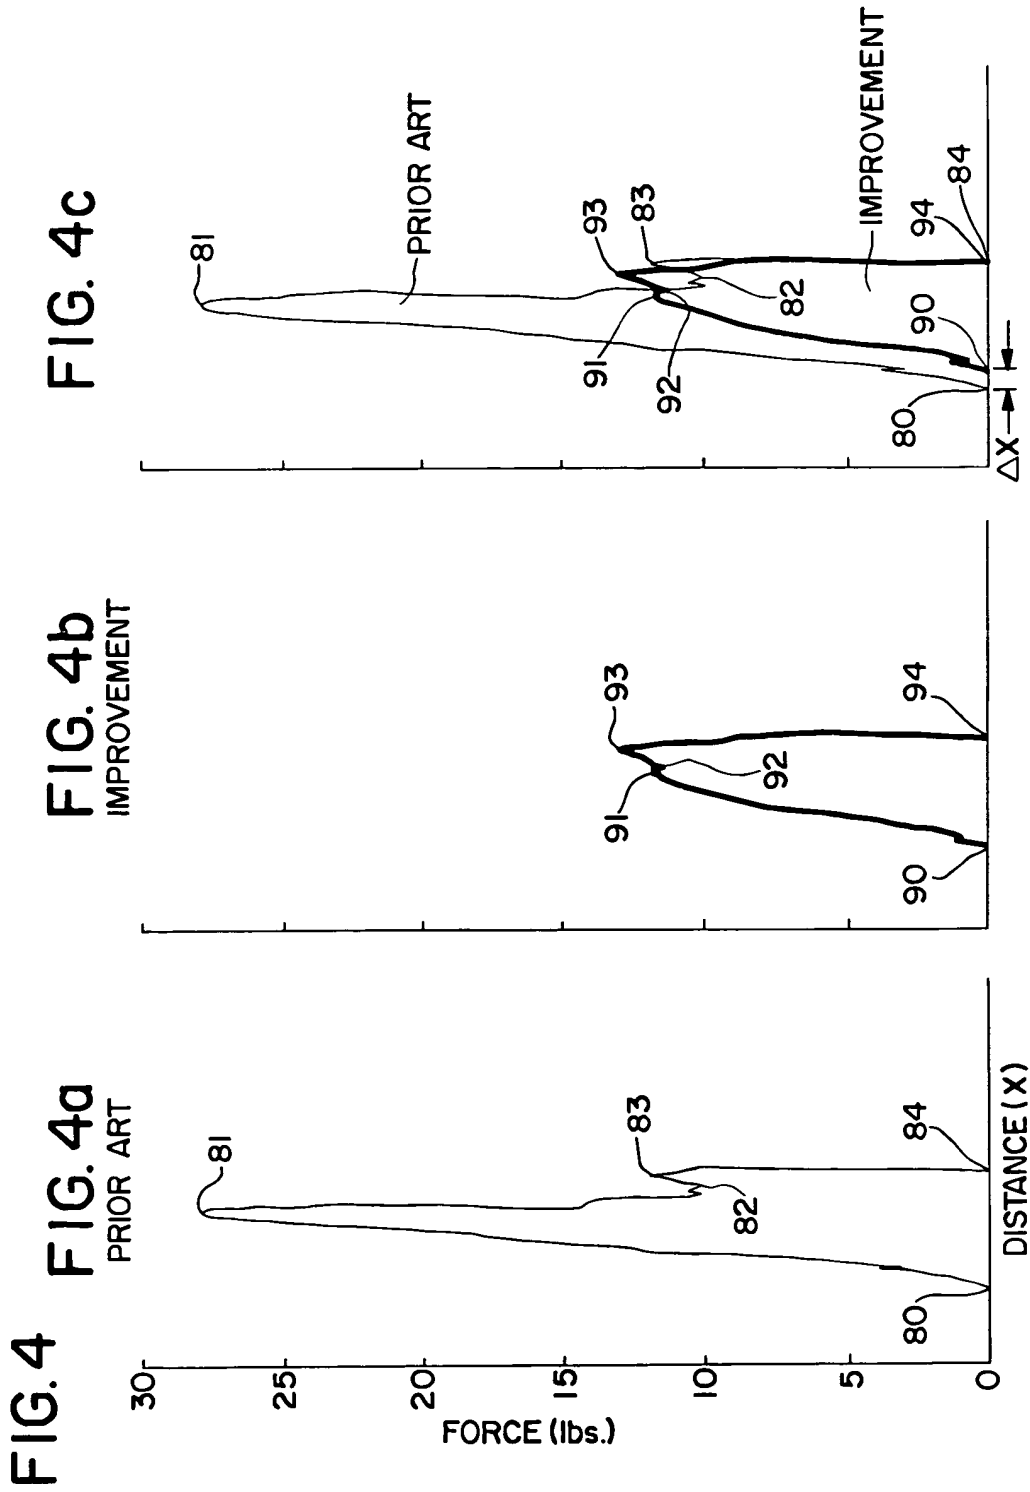 FIG. 4
FIG. 4a
PRIOR ART
FORCE (lbs.)
30
25
20
15
10
5
0
DISTANCE (X)
80
81
82
83
84
FIG. 4b
IMPROVEMENT
90
91
92
93
94
FIG. 4c
81
PRIOR ART
93
83
91
92
82
IMPROVEMENT
80
90
94
84
ΔX